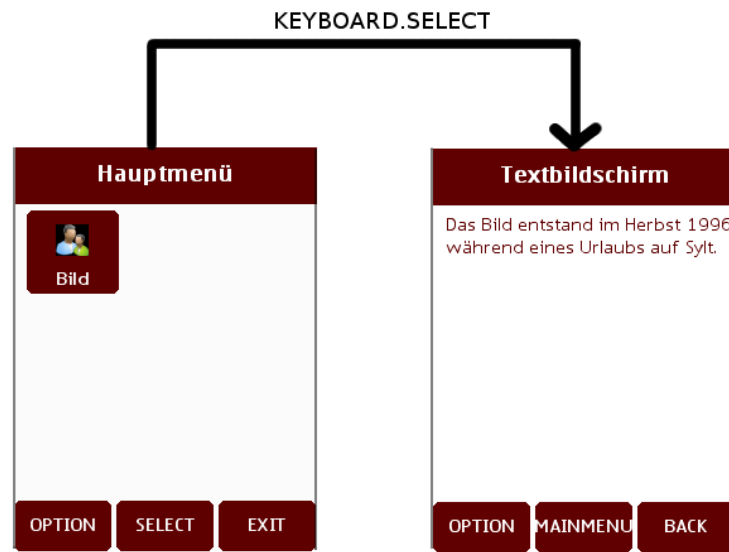 KEYBOARD.SELECT
Hauptmenü
Bild
OPTION SELECT EXIT
Textbildschirm
Das Bild entstand im Herbst 1996
während eines Urlaubs auf Sylt.
OPTION MAINMENU BACK